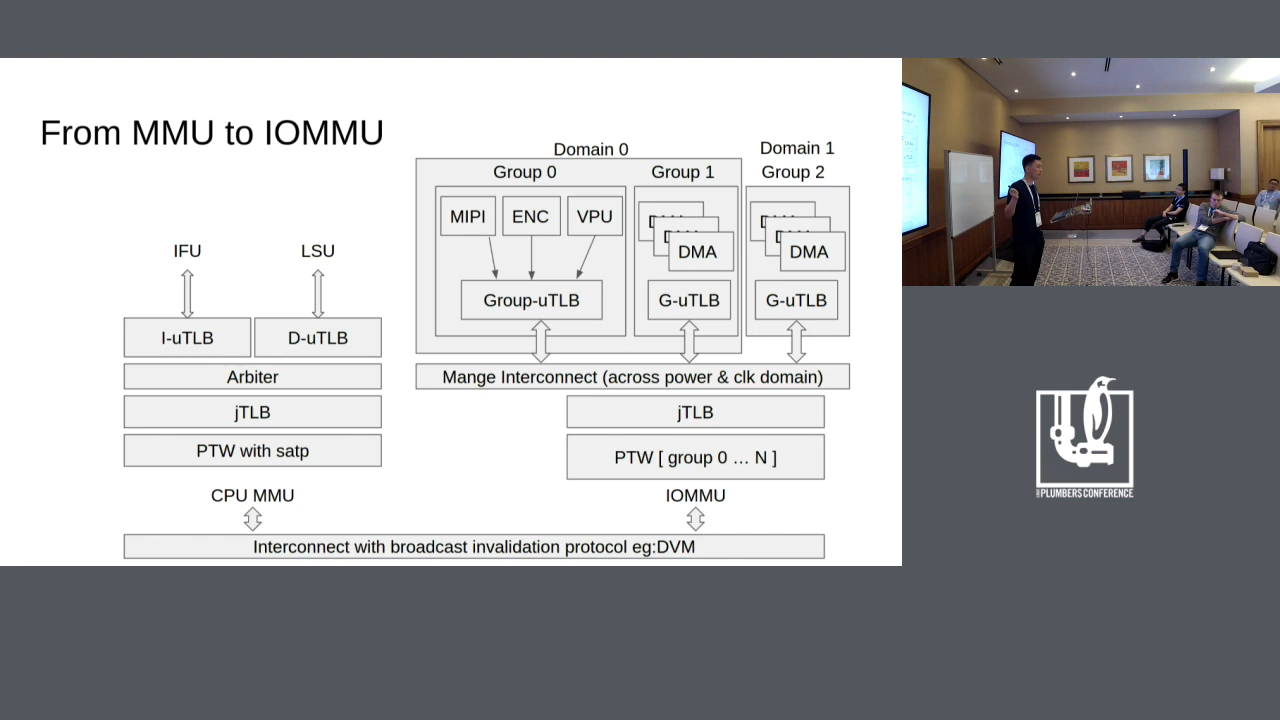 From MMU to IOMMU
Domain 0
Domain 1
Group 0
Group 1
Group 2
MIPI
ENC
VPU
DMA
DMA
Group-uTLB
G-uTLB
G-uTLB
IFU
LSU
I-uTLB
D-uTLB
Arbiter
jTLB
PTW with satp
CPU MMU
Mange Interconnect (across power & clk domain)
jTLB
PTW [ group 0 … N ]
IOMMU
Interconnect with broadcast invalidation protocol eg:DVM
PLUMBERS CONFERENCE